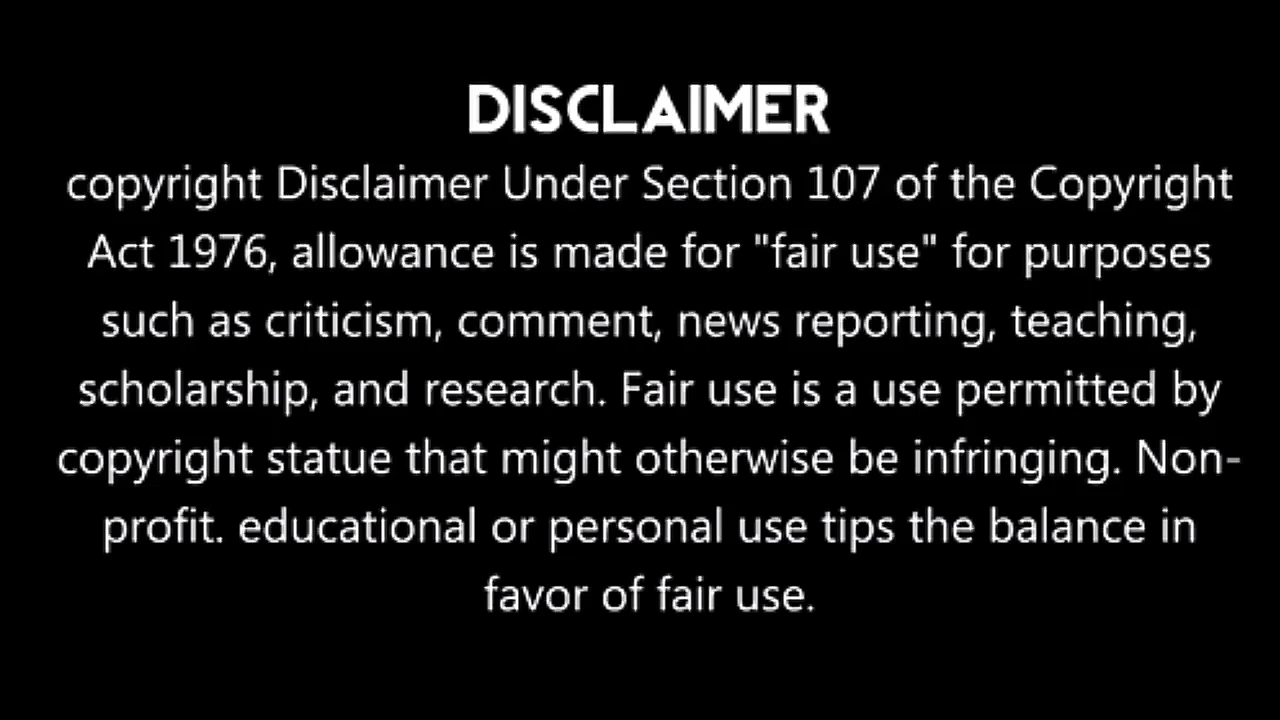 DISCLAIMER
copyright Disclaimer Under Section 107 of the Copyright
Act 1976, allowance is made for "fair use" for purposes
such as criticism, comment, news reporting, teaching,
scholarship, and research. Fair use is a use permitted by
copyright statue that might otherwise be infringing. Non-
profit. educational or personal use tips the balance in
favor of fair use.